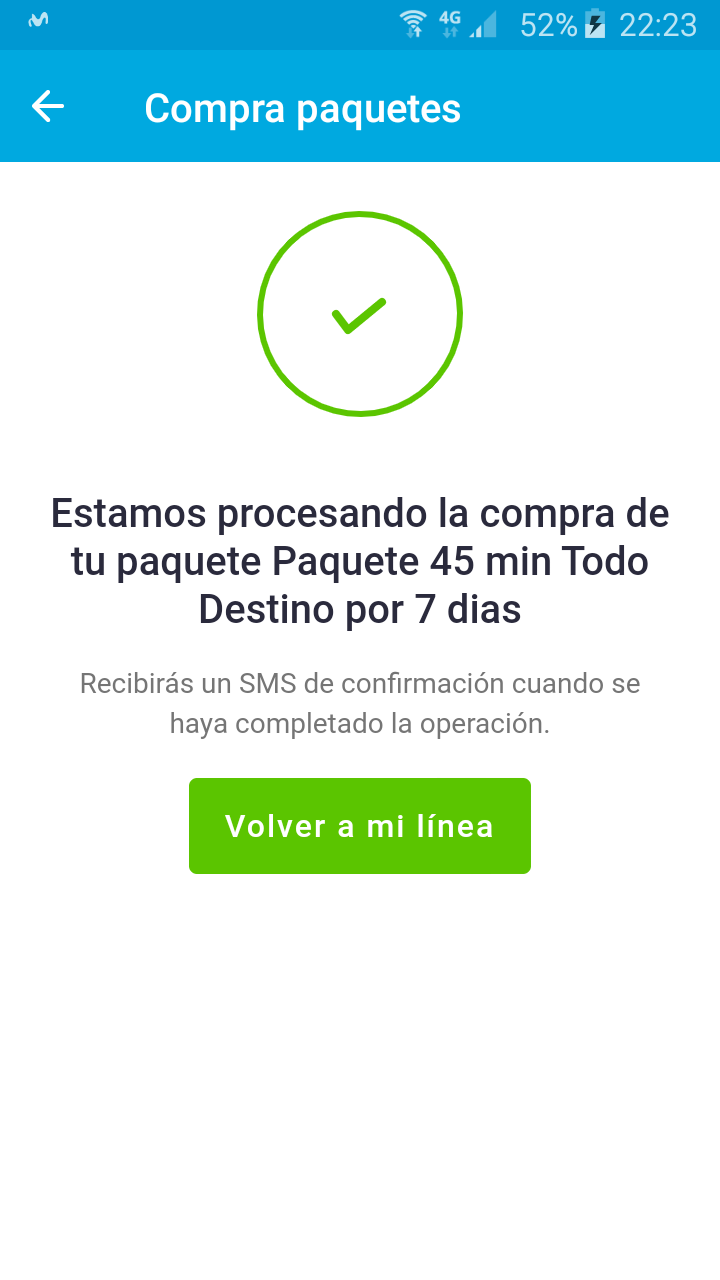 4G 52% 22:23
Compra paquetes
Estamos procesando la compra de
tu paquete Paquete 45 min Todo
Destino por 7 dias
Recibirás un SMS de confirmación cuando se
haya completado la operación.
Volver a mi línea